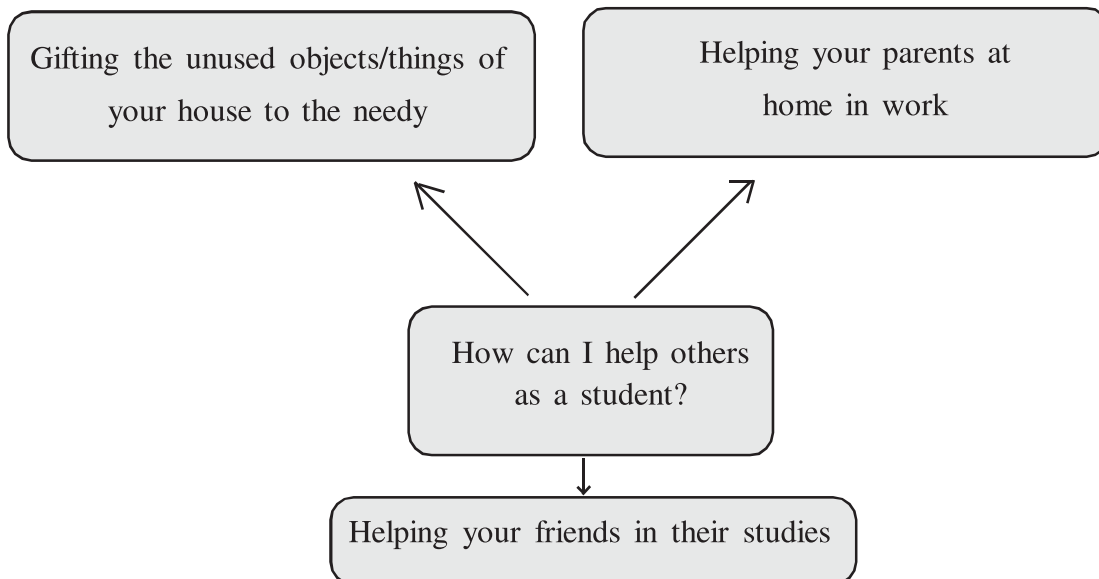 Gifting the unused objects/things of
your house to the needy
Helping your parents at
home in work
How can I help others
as a student?
Helping your friends in their studies